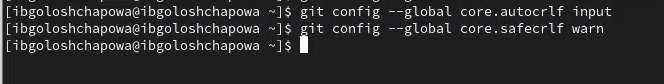 [ibgoloshchapowa@ibgoloshchapowa ~]$ git config --global core.autocrlf input
[ibgoloshchapowa@ibgoloshchapowa ~]$ git config --global core.safecrlf warn
[ibgoloshchapowa@ibgoloshchapowa ~]$